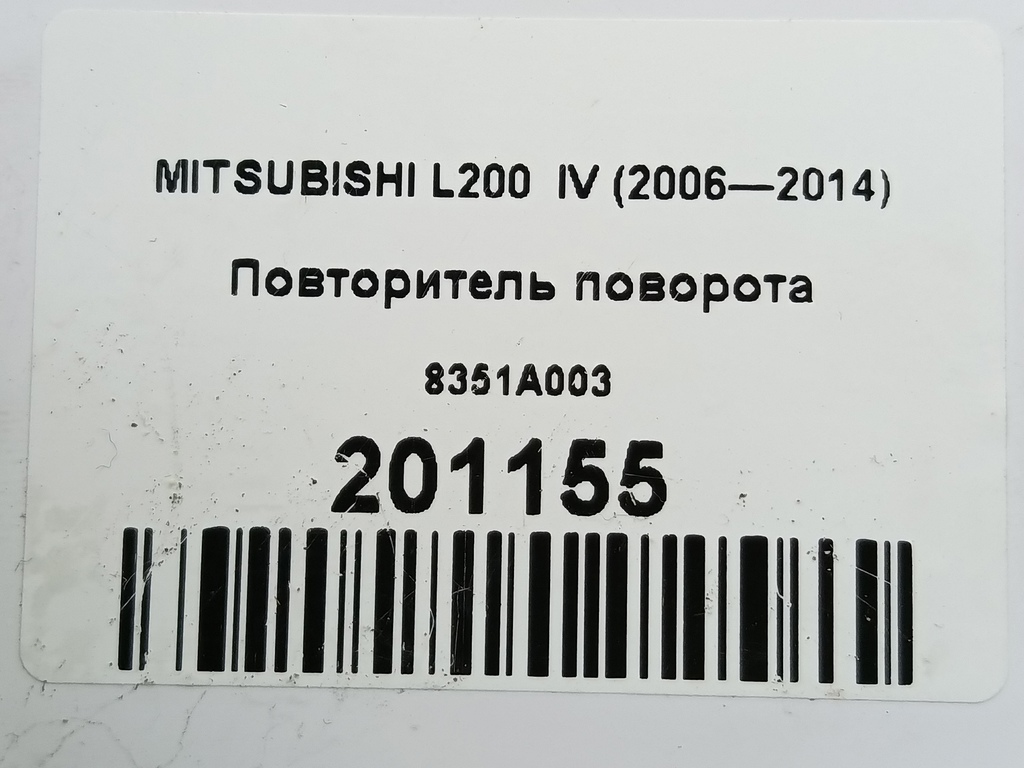 MITSUBISHI L200 IV (2006—2014)
Повторитель поворота
8351A003
201155